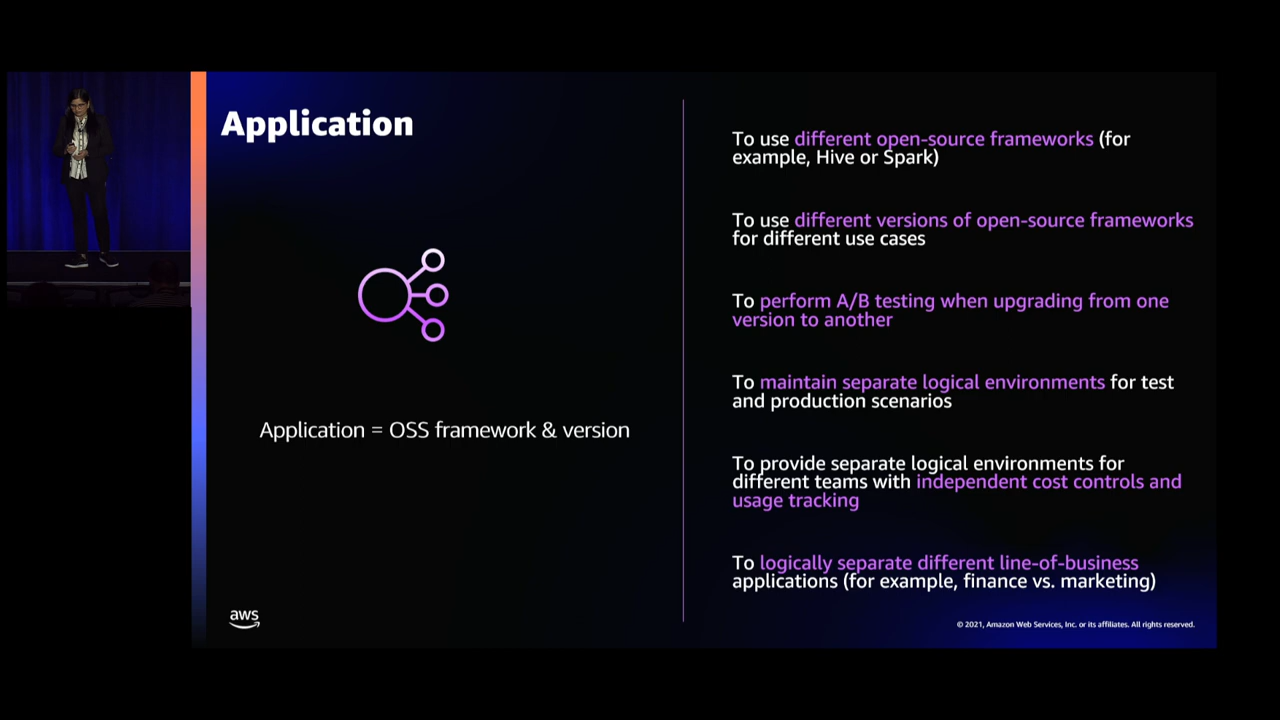 Application
Application = OSS framework & version
To use different open-source frameworks (for
example, Hive or Spark)
To use different versions of open-source frameworks
for different use cases
To perform A/B testing when upgrading from one
version to another
To maintain separate logical environments for test
and production scenarios
To provide separate logical environments for
different teams with independent cost controls and
usage tracking
To logically separate different line-of-business
applications (for example, finance vs. marketing)
aws
© 2021, Amazon Web Services, Inc. or its affiliates. All rights reserved.